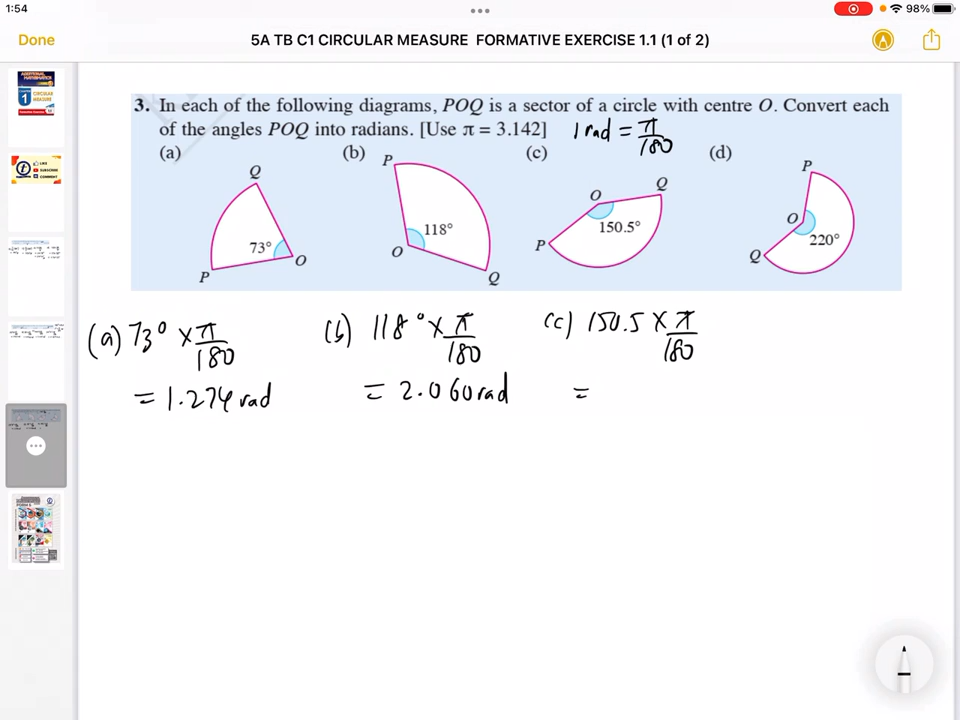 1:54
98%
Done
5A TB C1 CIRCULAR MEASURE FORMATIVE EXERCISE 1.1 (1 of 2)
3. In each of the following diagrams, POQ is a sector of a circle with centre O. Convert each
of the angles POQ into radians. [Use π = 3.142]
1 rad = π/180
(a) (b) (c) (d)
Q
73°
O
P
P
118°
O
Q
O
Q
150.5°
P
P
O
220°
Q
(a) 73° × π/180
= 1.274 rad
(b) 118° × π/180
= 2.060 rad
(c) 150.5 × π/180
=